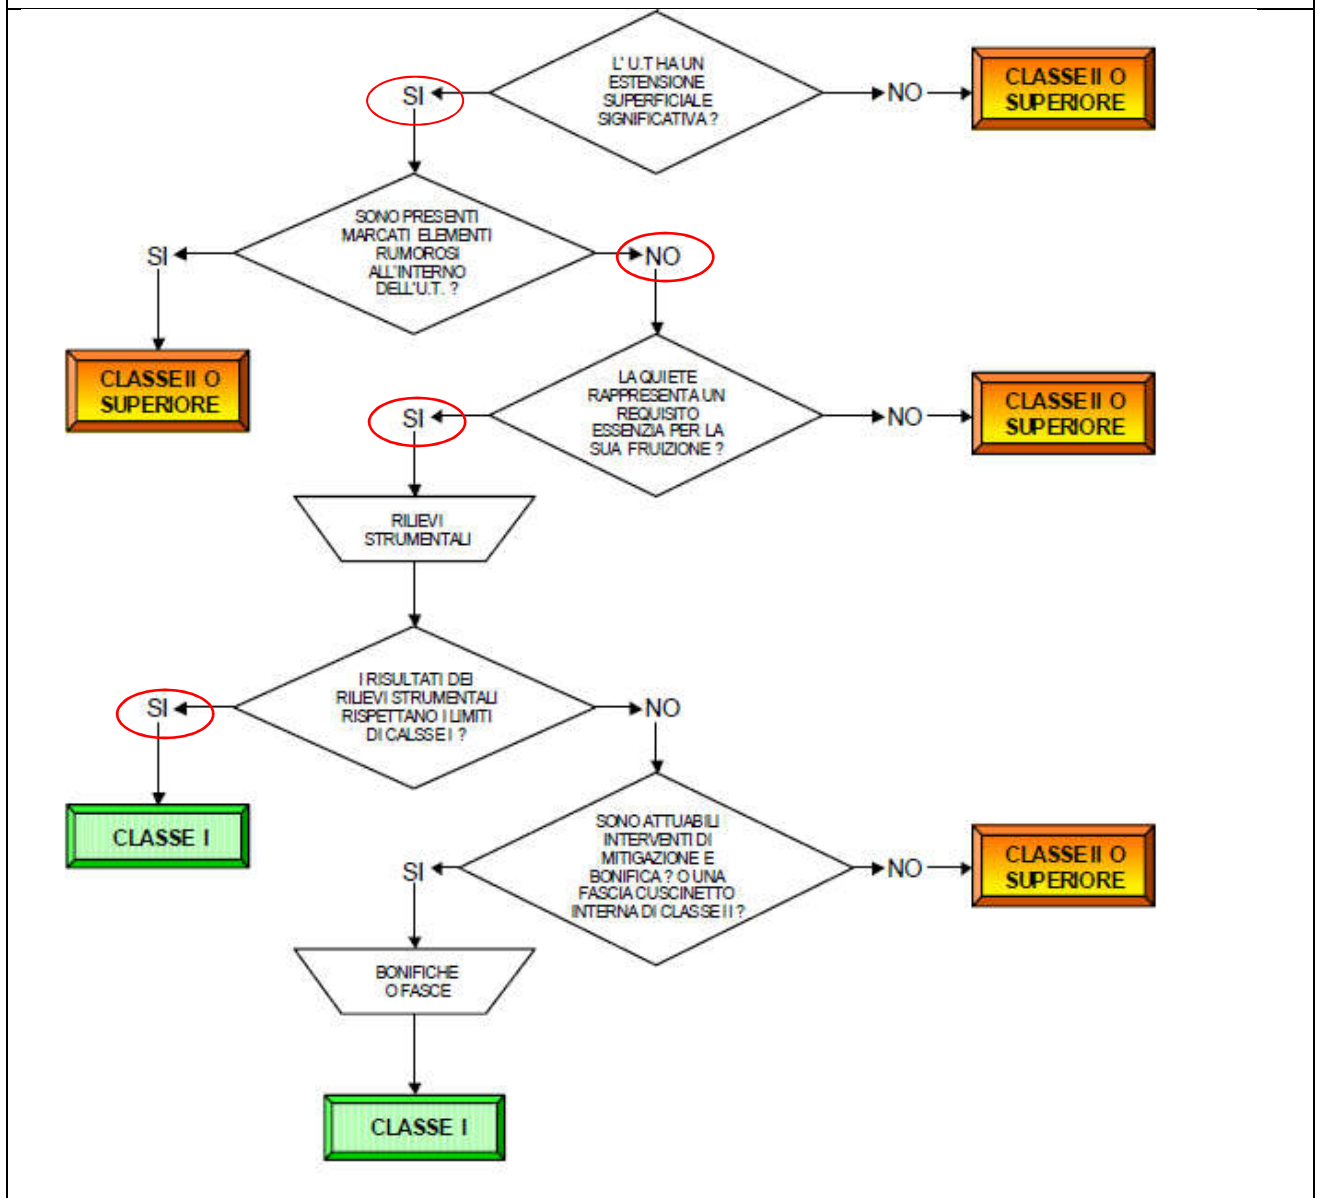 L' U.T HA UN
ESTENSIONE
SUPERFICIALE
SIGNIFICATIVA ?
SI
NO
CLASSE II O
SUPERIORE
SONO PRESENTI
MARCATI ELEMENTI
RUMOROSI
ALL'INTERNO
DELL'U.T. ?
SI
NO
CLASSE II O
SUPERIORE
LA QUIETE
RAPPRESENTA UN
REQUISITO
ESSENZIA PER LA
SUA FRUIZIONE ?
SI
NO
CLASSE II O
SUPERIORE
RILIEVI
STRUMENTALI
I RISULTATI DEI
RILIEVI STRUMENTALI
RISPETTANO I LIMITI
DI CALSSE I ?
SI
NO
CLASSE I
SONO ATTUABILI
INTERVENTI DI
MITIGAZIONE E
BONIFICA ? O UNA
FASCIA CUSCINETTO
INTERNA DI CLASSE II ?
SI
NO
CLASSE II O
SUPERIORE
BONIFICHE
O FASCE
CLASSE I